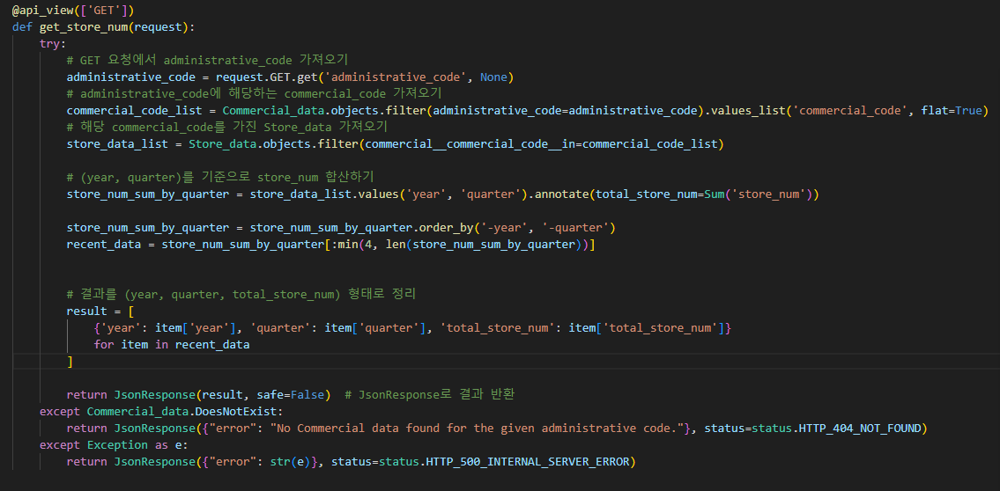 @api_view(['GET'])
def get_store_num(request):
    try:
        # GET 요청에서 administrative_code 가져오기
        administrative_code = request.GET.get('administrative_code', None)
        # administrative_code에 해당하는 commercial_code 가져오기
        commercial_code_list = Commercial_data.objects.filter(administrative_code=administrative_code).values_list('commercial_code', flat=True)
        # 해당 commercial_code를 가진 Store_data 가져오기
        store_data_list = Store_data.objects.filter(commercial__commercial_code__in=commercial_code_list)

        # (year, quarter)를 기준으로 store_num 합산하기
        store_num_sum_by_quarter = store_data_list.values('year', 'quarter').annotate(total_store_num=Sum('store_num'))

        store_num_sum_by_quarter = store_num_sum_by_quarter.order_by('-year', '-quarter')
        recent_data = store_num_sum_by_quarter[:min(4, len(store_num_sum_by_quarter))]


        # 결과를 (year, quarter, total_store_num) 형태로 정리
        result = [
            {'year': item['year'], 'quarter': item['quarter'], 'total_store_num': item['total_store_num']}
            for item in recent_data
        ]

        return JsonResponse(result, safe=False)  # JsonResponse로 결과 반환
    except Commercial_data.DoesNotExist:
        return JsonResponse({"error": "No Commercial data found for the given administrative code."}, status=status.HTTP_404_NOT_FOUND)
    except Exception as e:
        return JsonResponse({"error": str(e)}, status=status.HTTP_500_INTERNAL_SERVER_ERROR)